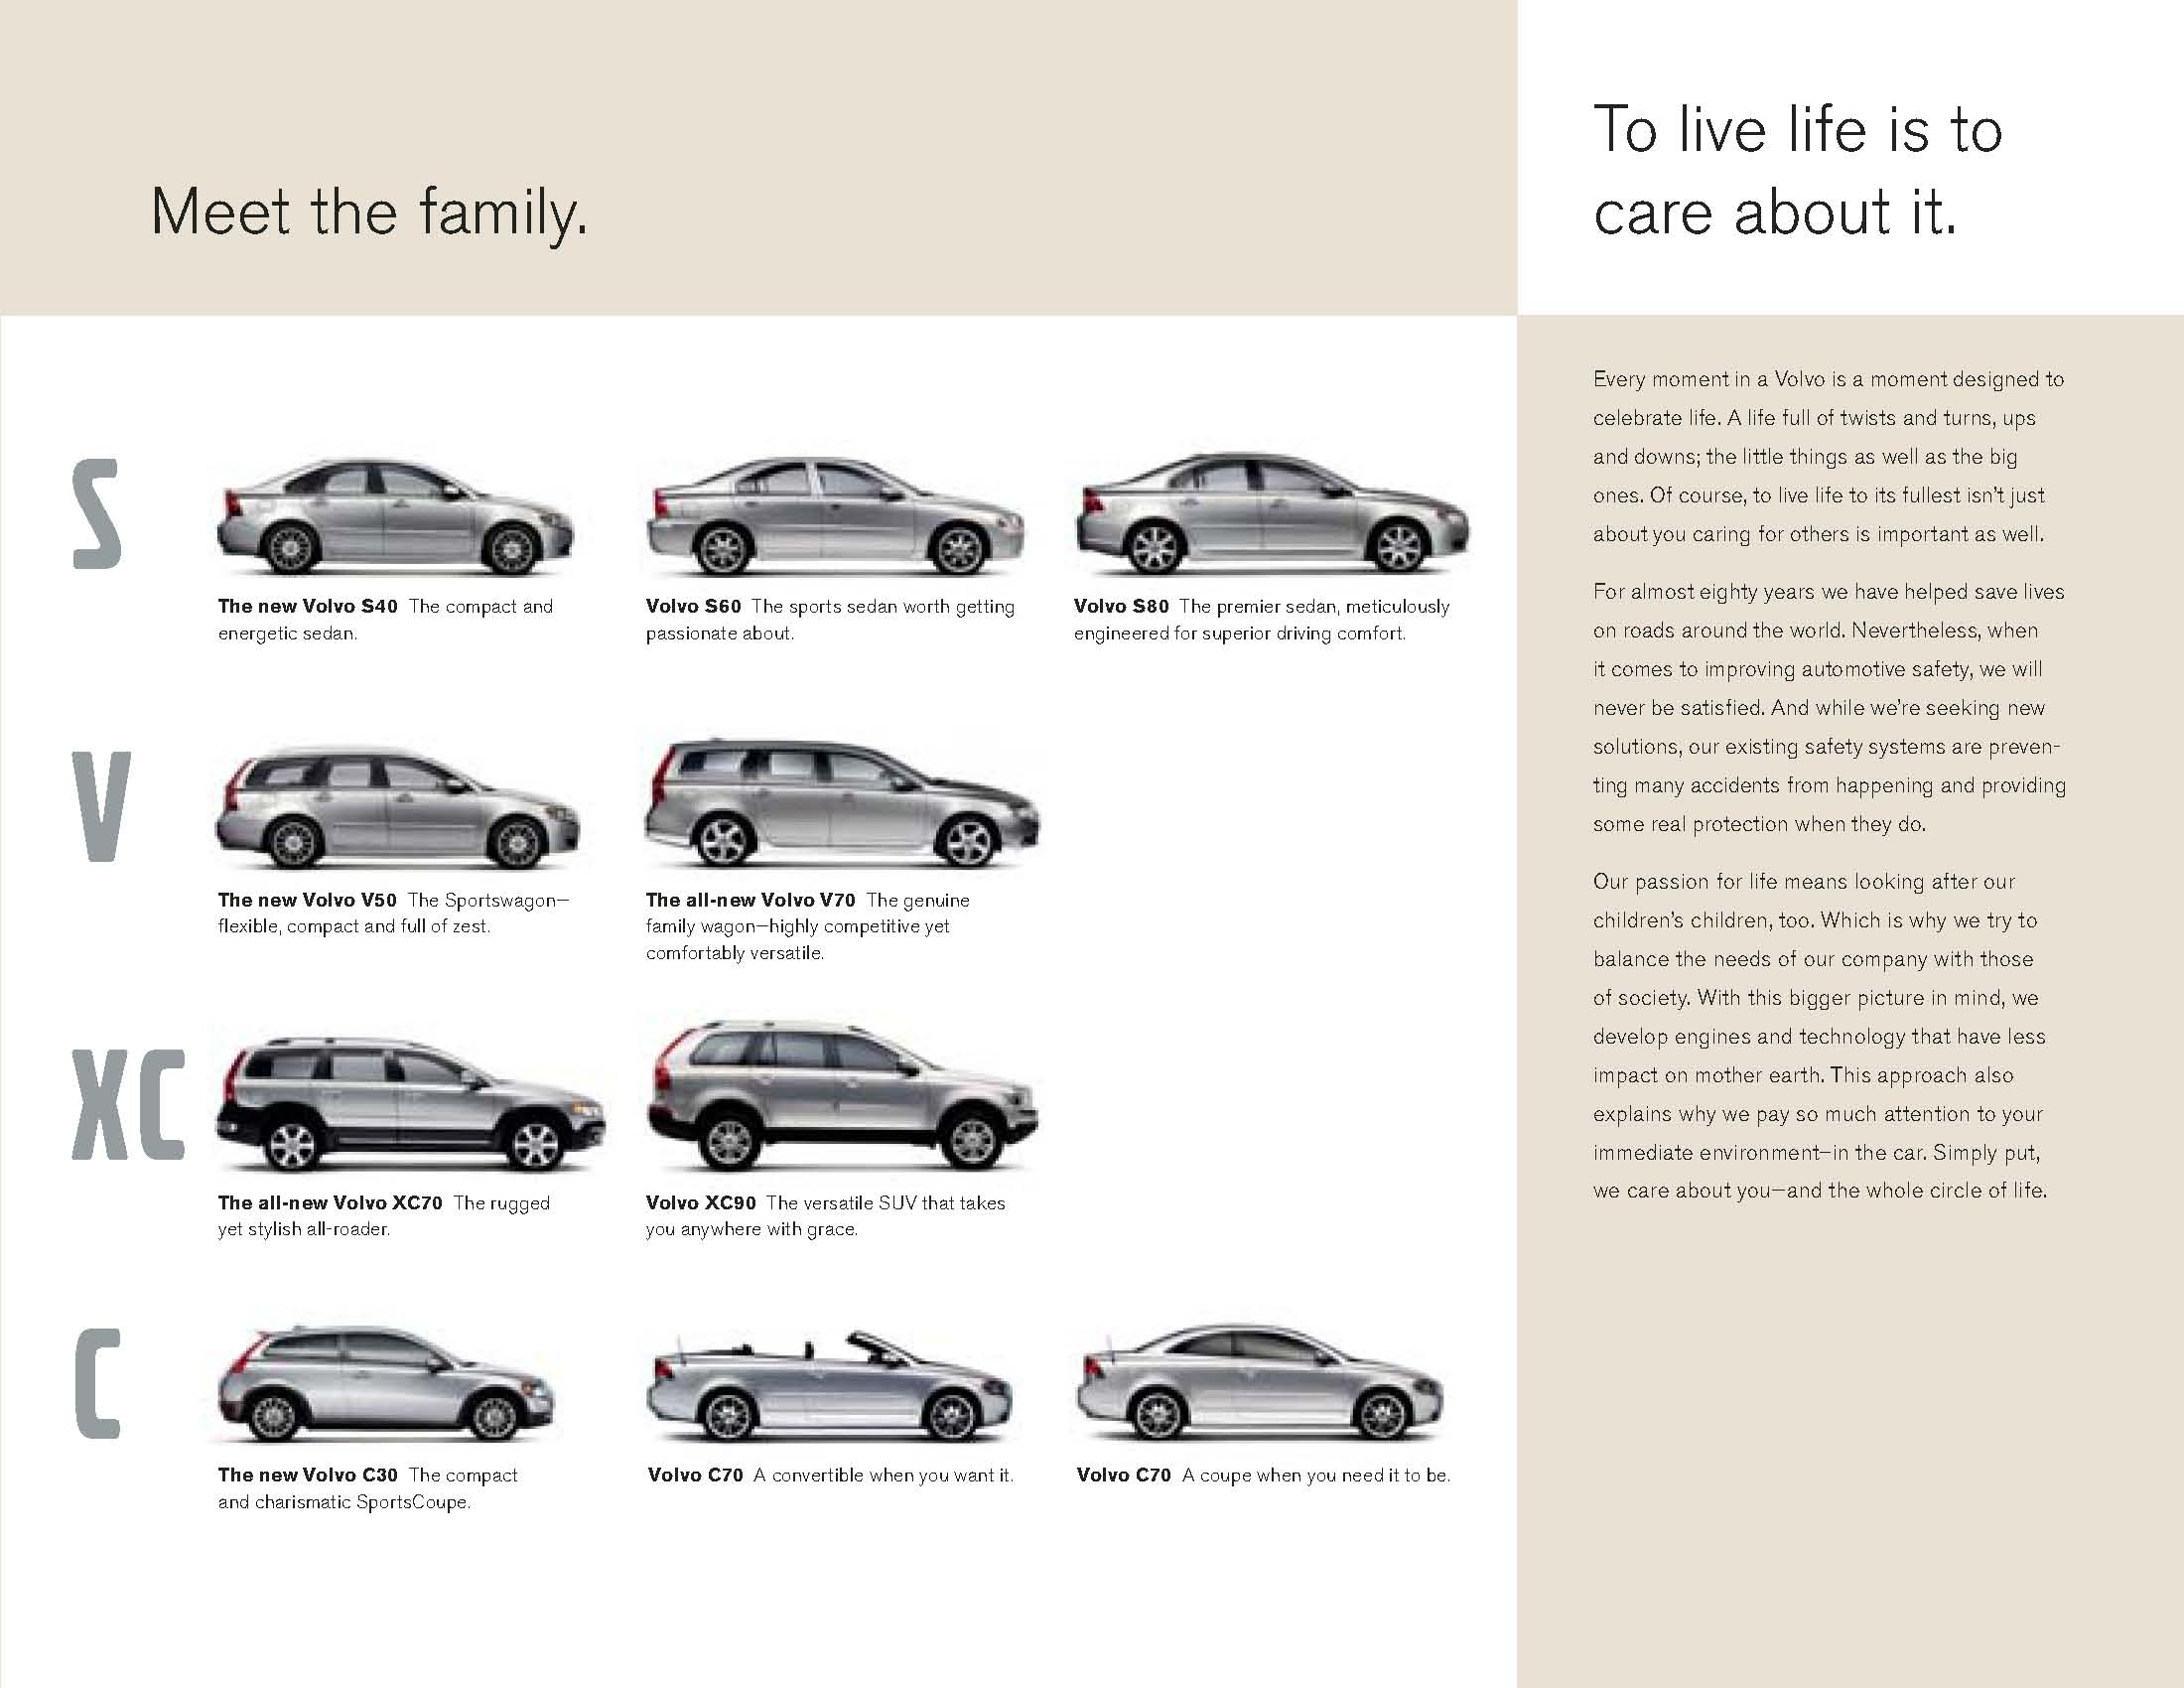 Meet the family.
To live life is to
care about it.
S
The new Volvo S40 The compact and
energetic sedan.
Volvo S60 The sports sedan worth getting
passionate about.
Volvo S80 The premier sedan, meticulously
engineered for superior driving comfort.
V
The new Volvo V50 The Sportswagon—
flexible, compact and full of zest.
The all-new Volvo V70 The genuine
family wagon—highly competitive yet
comfortably versatile.
XC
The all-new Volvo XC70 The rugged
yet stylish all-roader.
Volvo XC90 The versatile SUV that takes
you anywhere with grace.
C
The new Volvo C30 The compact
and charismatic SportsCoupe.
Volvo C70 A convertible when you want it.
Volvo C70 A coupe when you need it to be.
Every moment in a Volvo is a moment designed to
celebrate life. A life full of twists and turns, ups
and downs; the little things as well as the big
ones. Of course, to live life to its fullest isn't just
about you caring for others is important as well.
For almost eighty years we have helped save lives
on roads around the world. Nevertheless, when
it comes to improving automotive safety, we will
never be satisfied. And while we're seeking new
solutions, our existing safety systems are preven-
ting many accidents from happening and providing
some real protection when they do.
Our passion for life means looking after our
children's children, too. Which is why we try to
balance the needs of our company with those
of society. With this bigger picture in mind, we
develop engines and technology that have less
impact on mother earth. This approach also
explains why we pay so much attention to your
immediate environment—in the car. Simply put,
we care about you—and the whole circle of life.